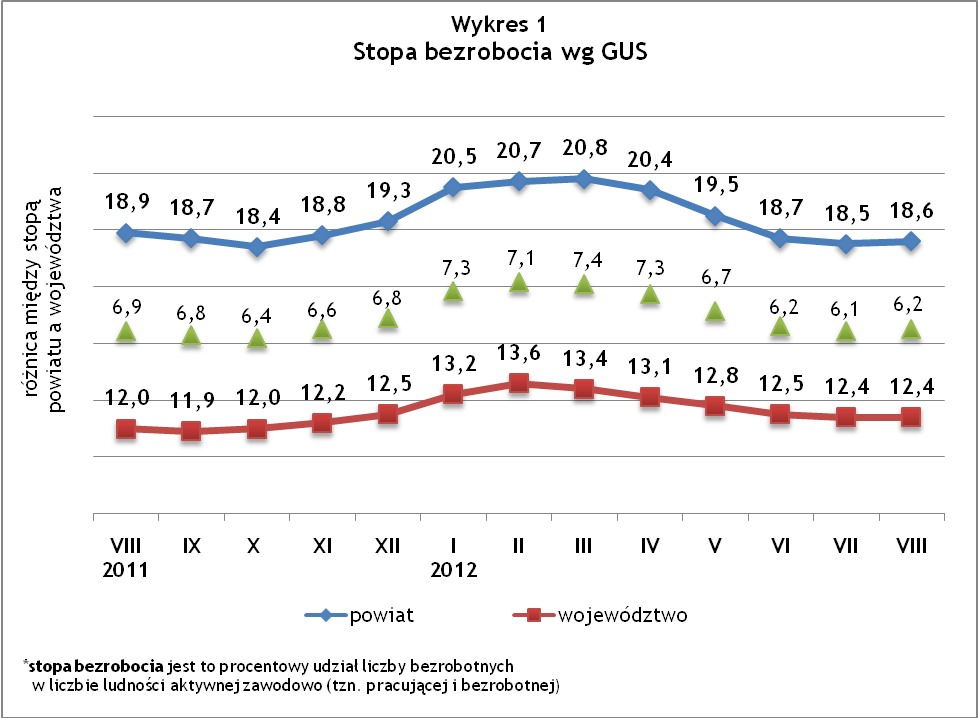 Wykres 1
Stopa bezrobocia wg GUS
różnica między stopą
powiatu a województwa
18,9 18,7 18,4 18,8 19,3 20,5 20,7 20,8 20,4 19,5 18,7 18,5 18,6
6,9 6,8 6,4 6,6 6,8 7,3 7,1 7,4 7,3 6,7 6,2 6,1 6,2
12,0 11,9 12,0 12,2 12,5 13,2 13,6 13,4 13,1 12,8 12,5 12,4 12,4
VIII IX X XI XII I II III IV V VI VII VIII
2011 2012
powiat województwo
*stopa bezrobocia jest to procentowy udział liczby bezrobotnych
w liczbie ludności aktywnej zawodowo (tzn. pracującej i bezrobotnej)